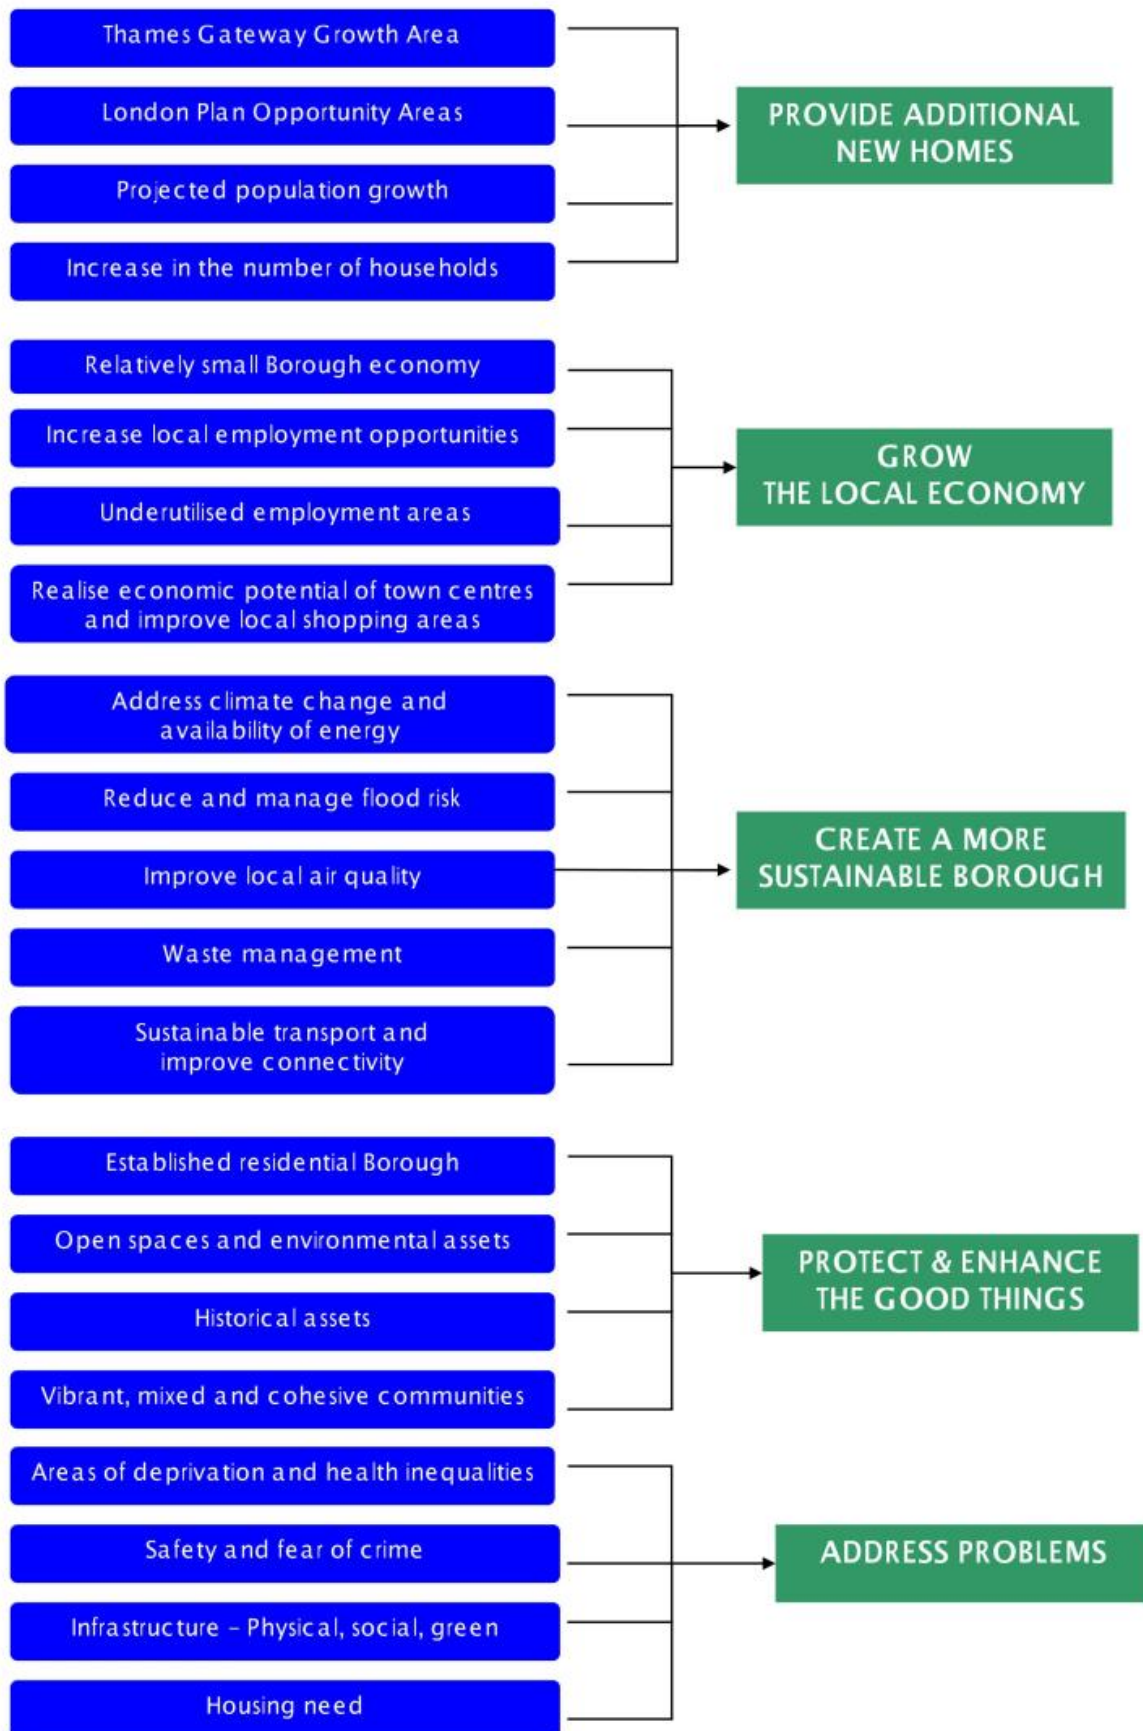 Thames Gateway Growth Area
London Plan Opportunity Areas
PROVIDE ADDITIONAL
NEW HOMES
Projected population growth
Increase in the number of households
Relatively small Borough economy
Increase local employment opportunities
GROW
THE LOCAL ECONOMY
Underutilised employment areas
Realise economic potential of town centres
and improve local shopping areas
Address climate change and
availability of energy
Reduce and manage flood risk
Improve local air quality
CREATE A MORE
SUSTAINABLE BOROUGH
Waste management
Sustainable transport and
improve connectivity
Established residential Borough
Open spaces and environmental assets
PROTECT & ENHANCE
THE GOOD THINGS
Historical assets
Vibrant, mixed and cohesive communities
Areas of deprivation and health inequalities
Safety and fear of crime
ADDRESS PROBLEMS
Infrastructure – Physical, social, green
Housing need